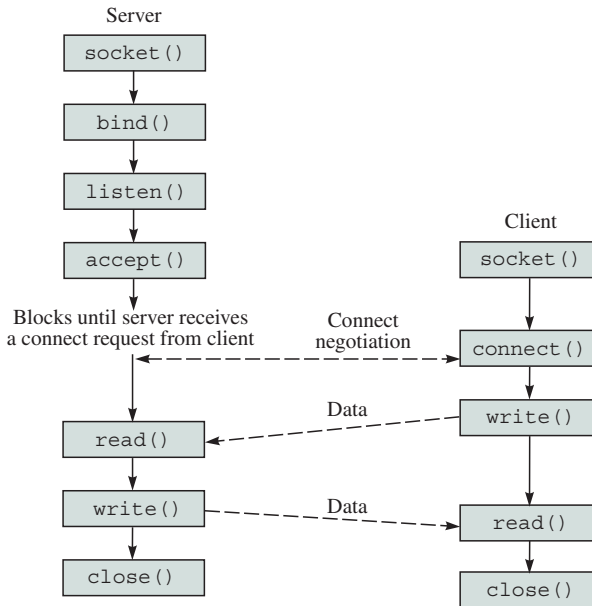 Server
socket()
bind()
listen()
accept()
Blocks until server receives
a connect request from client
read()
write()
close()
Connect
negotiation
Data
Data
Client
socket()
connect()
write()
read()
close()